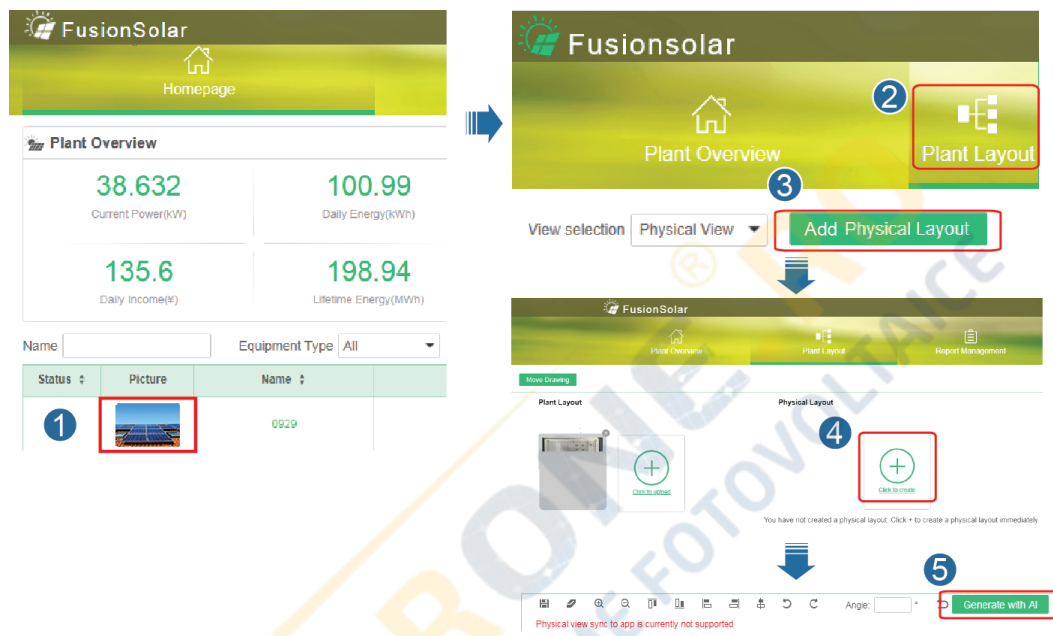 FusionSolar
Homepage
Plant Overview
38.632
Current Power(kW)
100.99
Daily Energy(kWh)
135.6
Daily Income(¥)
198.94
Lifetime Energy(MWh)
Name
Equipment Type All
Status Picture Name
1
0929
Fusionsolar
2
Plant Overview
Plant Layout
3
View selection Physical View Add Physical Layout
FusionSolar
Plant Overview Plant Layout Report Management
Move Drawing
Plant Layout
Physical Layout
4
Click to upload
Click to create
You have not created a physical layout. Click + to create a physical layout immediately
5
Angle: ° Generate with AI
Physical view sync to app is currently not supported
RONE RO
®
ME FOTOVOLTAICE